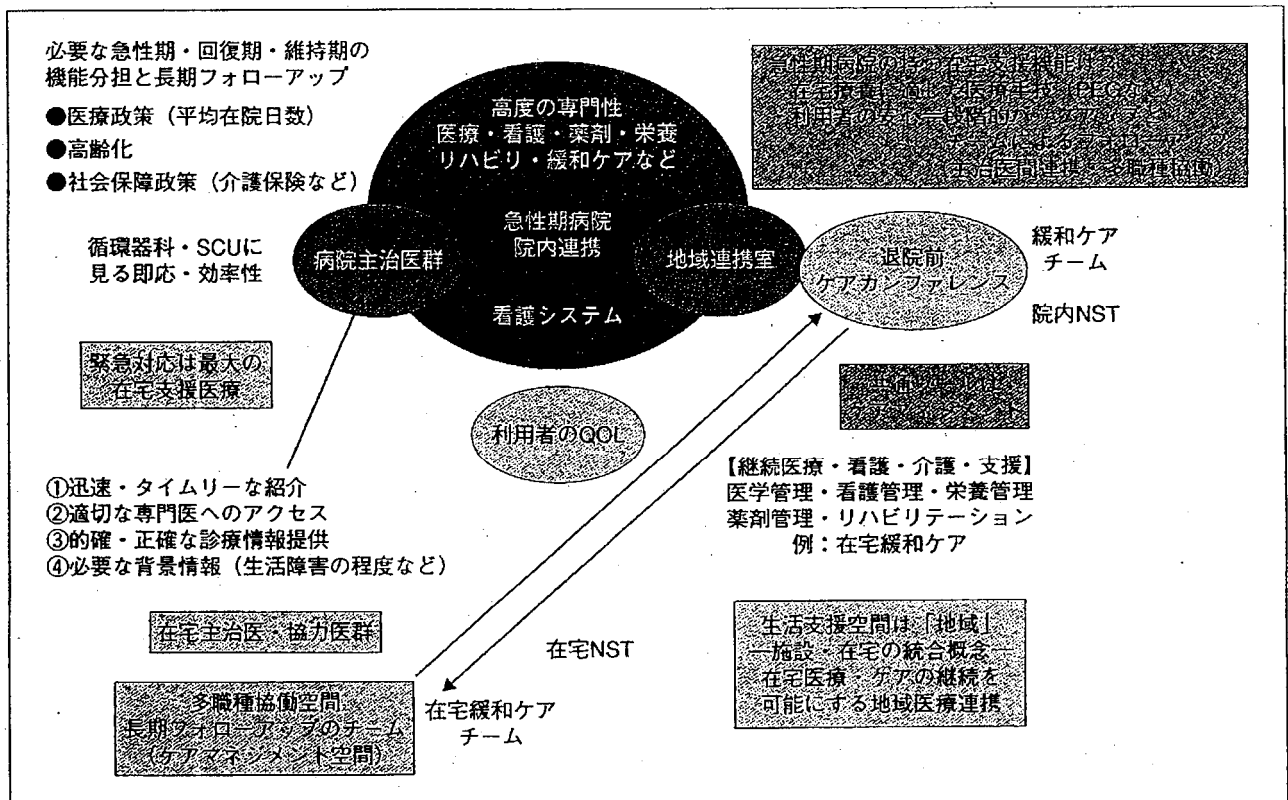 必要な急性期・回復期・維持期の
機能分担と長期フォローアップ
●医療政策（平均在院日数）
●高齢化
●社会保障政策（介護保険など）
高度の専門性
医療・看護・薬剤・栄養
リハビリ・緩和ケアなど
急性期病院の持つ在宅支援機能は
在宅療養に適した医療手技（PEGなど）
利用者の安心
主治医間連携 多職種協働
循環器科・SCUに
見る即応・効率性
病院主治医群
急性期病院
院内連携
看護システム
地域連携室
退院前
ケアカンファレンス
緩和ケア
チーム
院内NST
緊急対応は最大の
在宅支援医療
利用者のQOL
【継続医療・看護・介護・支援】
医学管理・看護管理・栄養管理
薬剤管理・リハビリテーション
例：在宅緩和ケア
①迅速・タイムリーな紹介
②適切な専門医へのアクセス
③的確・正確な診療情報提供
④必要な背景情報（生活障害の程度など）
在宅主治医・協力医群
在宅NST
多職種協働空間
長期フォローアップのチーム
（ケアマネジメント空間）
在宅緩和ケア
チーム
生活支援空間は「地域」
―施設・在宅の統合概念―
在宅医療・ケアの継続を
可能にする地域医療連携